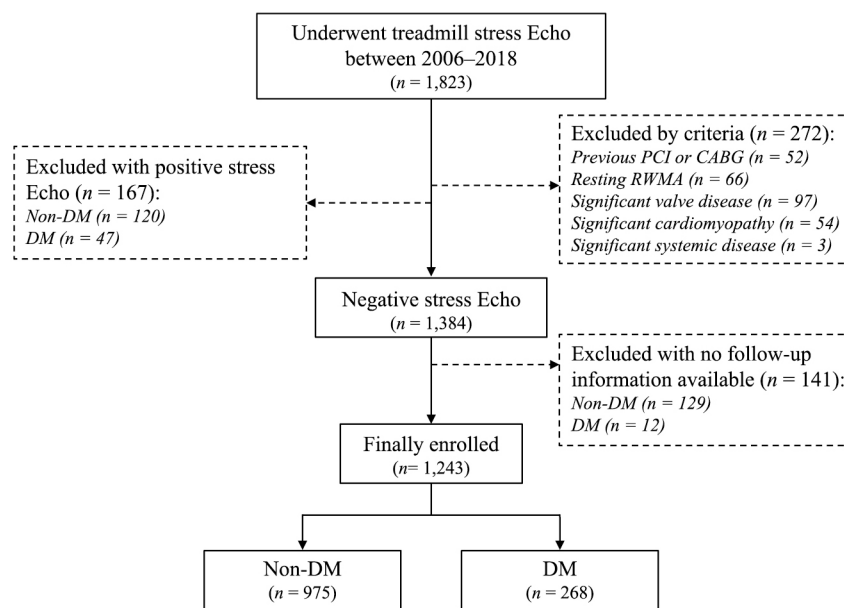 Underwent treadmill stress Echo
between 2006–2018
(n = 1,823)
Excluded by criteria (n = 272):
Previous PCI or CABG (n = 52)
Resting RWMA (n = 66)
Significant valve disease (n = 97)
Significant cardiomyopathy (n = 54)
Significant systemic disease (n = 3)
Excluded with positive stress
Echo (n = 167):
Non-DM (n = 120)
DM (n = 47)
Negative stress Echo
(n = 1,384)
Excluded with no follow-up
information available (n = 141):
Non-DM (n = 129)
DM (n = 12)
Finally enrolled
(n= 1,243)
Non-DM
(n = 975)
DM
(n = 268)